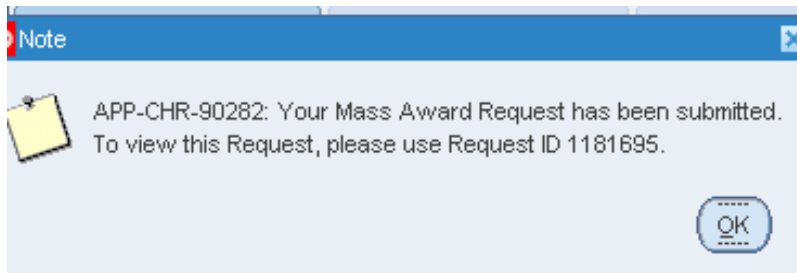 Note
APP-CHR-90282: Your Mass Award Request has been submitted.
To view this Request, please use Request ID 1181695.
OK